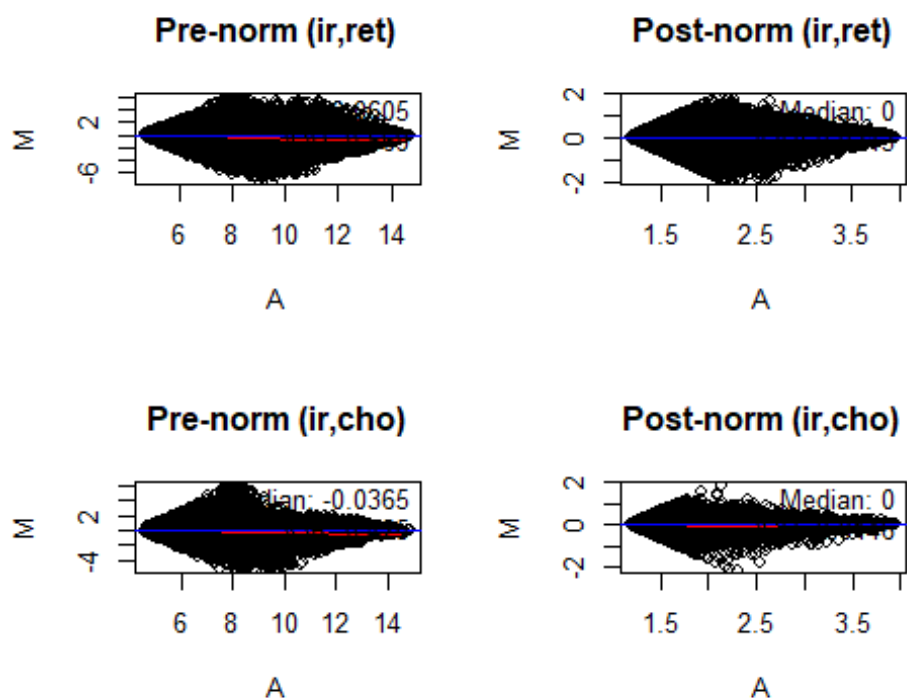 Pre-norm (ir,ret)
M
2
-6
6 8 10 12 14
A
Post-norm (ir,ret)
Median: 0
M
2
0
-2
1.5 2.5 3.5
A
Pre-norm (ir,cho)
-0.0365
M
2
-4
6 8 10 12 14
A
Post-norm (ir,cho)
Median: 0
M
2
0
-2
1.5 2.5 3.5
A